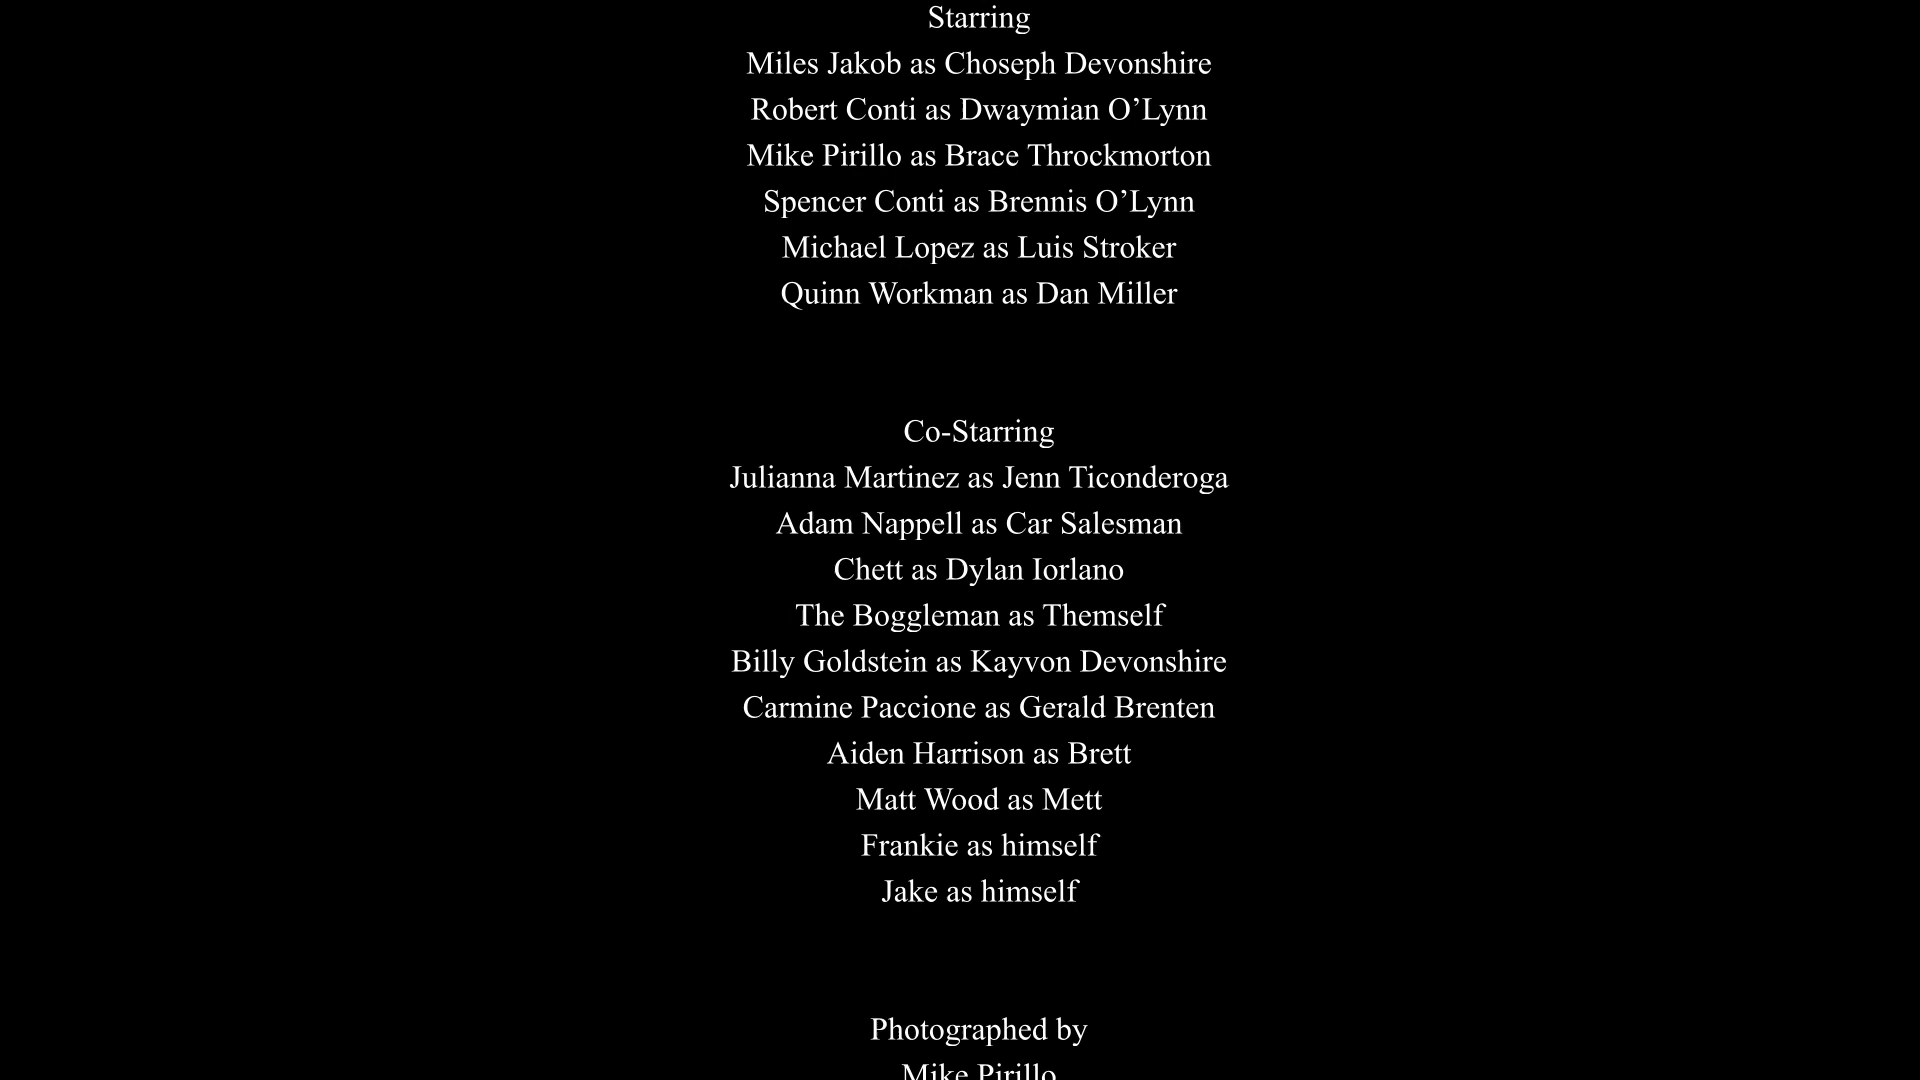 Starring
Miles Jakob as Choseph Devonshire
Robert Conti as Dwaymian O’Lynn
Mike Pirillo as Brace Throckmorton
Spencer Conti as Brennis O’Lynn
Michael Lopez as Luis Stroker
Quinn Workman as Dan Miller
Co-Starring
Julianna Martinez as Jenn Ticonderoga
Adam Nappell as Car Salesman
Chett as Dylan Iorlano
The Boggleman as Themself
Billy Goldstein as Kayvon Devonshire
Carmine Paccione as Gerald Brenten
Aiden Harrison as Brett
Matt Wood as Mett
Frankie as himself
Jake as himself
Photographed by
Mike Pirillo